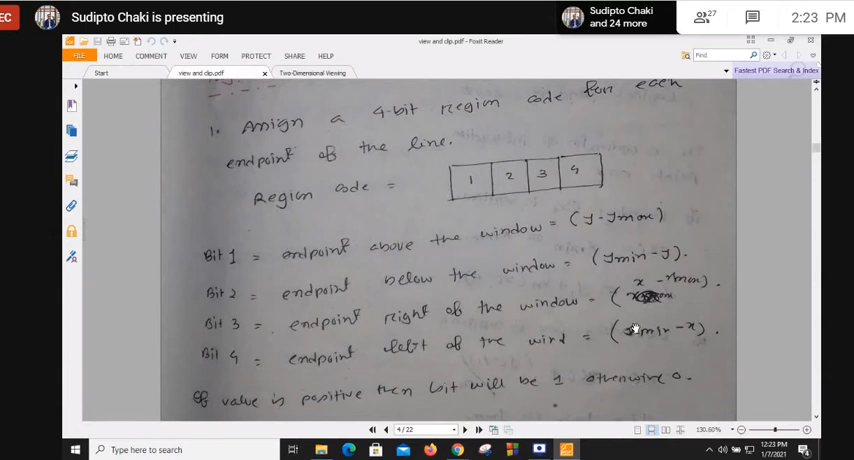 EC
Sudipto Chaki is presenting
Sudipto Chaki
and 24 more
27
2:23 PM
view and clip.pdf - Foxit Reader
FILE
HOME
COMMENT
VIEW
FORM
PROTECT
SHARE
HELP
Find
Start
view and clip.pdf
Two-Dimensional Viewing
Fastest PDF Search & Index
1. Assign a 4-bit region code for each
endpoint of the line.
Region code =
1 2 3 4
Bit 1 = endpoint above the window = (y - ymax)
Bit 2 = endpoint below the window = (ymin - y).
Bit 3 = endpoint right of the window = (x - xmax).
Bit 4 = endpoint left of the wind = (xmin - x).
If value is positive then bit will be 1 otherwise 0.
4 / 22
130.60%
Type here to search
12:23 PM
1/7/2021